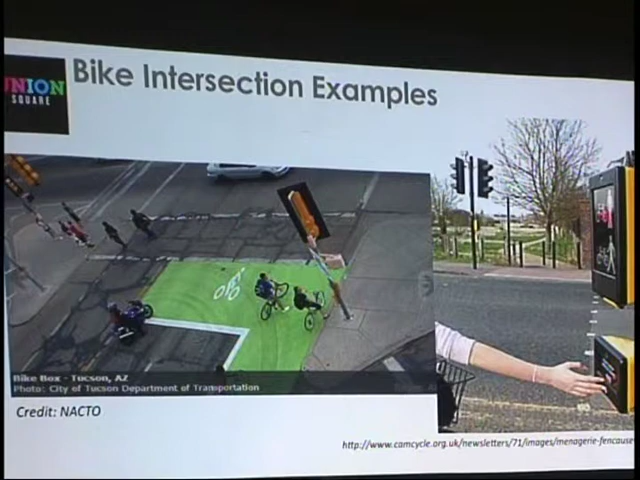 UNION
SQUARE
Bike Intersection Examples
Bike Box - Tucson, AZ
Photo: City of Tucson Department of Transportation
Credit: NACTO
http://www.camcycle.org.uk/newsletters/71/images/menagerie-fencause